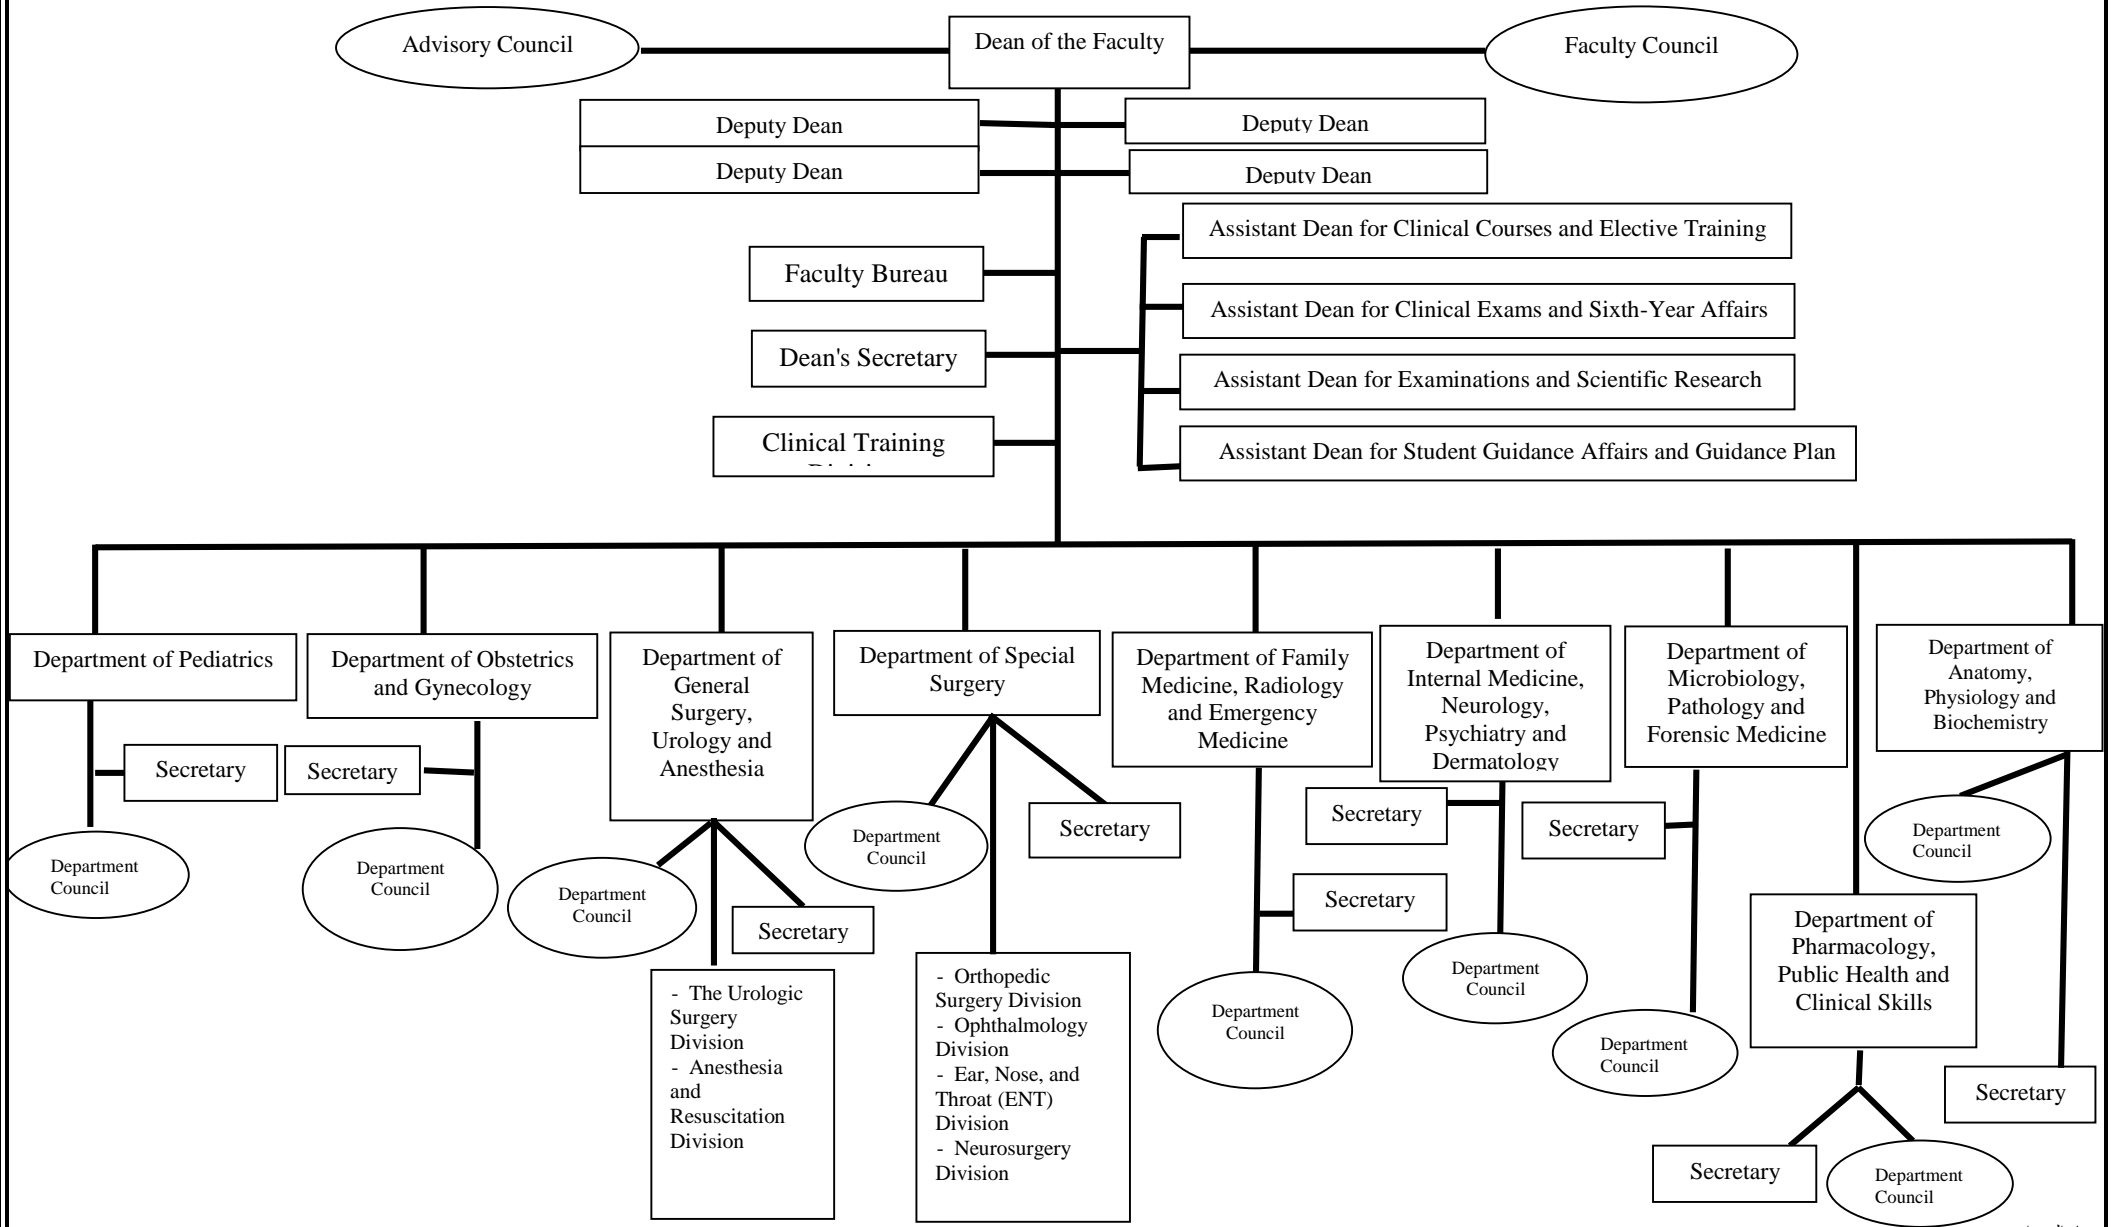 Advisory Council
Dean of the Faculty
Faculty Council
Deputy Dean
Deputy Dean
Deputy Dean
Deputy Dean
Assistant Dean for Clinical Courses and Elective Training
Faculty Bureau
Assistant Dean for Clinical Exams and Sixth-Year Affairs
Dean's Secretary
Assistant Dean for Examinations and Scientific Research
Clinical Training
Assistant Dean for Student Guidance Affairs and Guidance Plan
Department of Pediatrics
Department of Obstetrics
and Gynecology
Department of
General
Surgery,
Urology and
Anesthesia
Department of Special
Surgery
Department of Family
Medicine, Radiology
and Emergency
Medicine
Department of
Internal Medicine,
Neurology,
Psychiatry and
Dermatology
Department of
Microbiology,
Pathology and
Forensic Medicine
Department of
Anatomy,
Physiology and
Biochemistry
Secretary
Secretary
Department
Council
Department
Council
Department
Council
Secretary
Department
Council
Secretary
Secretary
Department
Council
Secretary
Department
Council
Secretary
Department
Council
Department
Council
Secretary
Department of
Pharmacology,
Public Health and
Clinical Skills
Secretary
Department
Council
- The Urologic
Surgery
Division
- Anesthesia
and
Resuscitation
Division
- Orthopedic
Surgery Division
- Ophthalmology
Division
- Ear, Nose, and
Throat (ENT)
Division
- Neurosurgery
Division